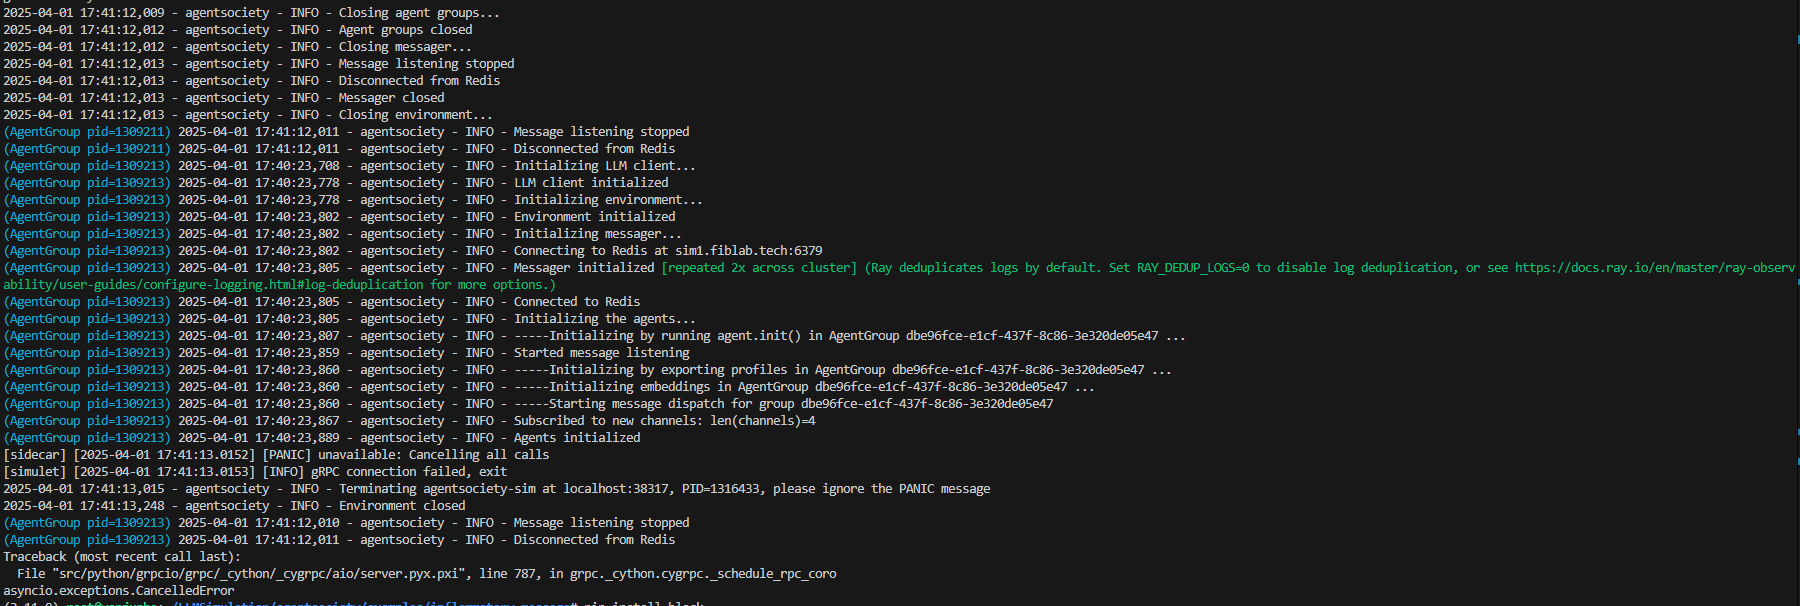 2025-04-01 17:41:12,009 - agentsociety - INFO - Closing agent groups...
2025-04-01 17:41:12,012 - agentsociety - INFO - Agent groups closed
2025-04-01 17:41:12,012 - agentsociety - INFO - Closing messager...
2025-04-01 17:41:12,013 - agentsociety - INFO - Message listening stopped
2025-04-01 17:41:12,013 - agentsociety - INFO - Disconnected from Redis
2025-04-01 17:41:12,013 - agentsociety - INFO - Messager closed
2025-04-01 17:41:12,013 - agentsociety - INFO - Closing environment...
(AgentGroup pid=1309211) 2025-04-01 17:41:12,011 - agentsociety - INFO - Message listening stopped
(AgentGroup pid=1309211) 2025-04-01 17:41:12,011 - agentsociety - INFO - Disconnected from Redis
(AgentGroup pid=1309213) 2025-04-01 17:40:23,708 - agentsociety - INFO - Initializing LLM client...
(AgentGroup pid=1309213) 2025-04-01 17:40:23,778 - agentsociety - INFO - LLM client initialized
(AgentGroup pid=1309213) 2025-04-01 17:40:23,778 - agentsociety - INFO - Initializing environment...
(AgentGroup pid=1309213) 2025-04-01 17:40:23,802 - agentsociety - INFO - Environment initialized
(AgentGroup pid=1309213) 2025-04-01 17:40:23,802 - agentsociety - INFO - Initializing messager...
(AgentGroup pid=1309213) 2025-04-01 17:40:23,802 - agentsociety - INFO - Connecting to Redis at sim1.fiblab.tech:6379
(AgentGroup pid=1309213) 2025-04-01 17:40:23,805 - agentsociety - INFO - Messager initialized [repeated 2x across cluster] (Ray deduplicates logs by default. Set RAY_DEDUP_LOGS=0 to disable log deduplication, or see https://docs.ray.io/en/master/ray-observ
ability/user-guides/configure-logging.html#log-deduplication for more options.)
(AgentGroup pid=1309213) 2025-04-01 17:40:23,805 - agentsociety - INFO - Connected to Redis
(AgentGroup pid=1309213) 2025-04-01 17:40:23,805 - agentsociety - INFO - Initializing the agents...
(AgentGroup pid=1309213) 2025-04-01 17:40:23,807 - agentsociety - INFO - -----Initializing by running agent.init() in AgentGroup dbe96fce-e1cf-437f-8c86-3e320de05e47 ...
(AgentGroup pid=1309213) 2025-04-01 17:40:23,859 - agentsociety - INFO - Started message listening
(AgentGroup pid=1309213) 2025-04-01 17:40:23,860 - agentsociety - INFO - -----Initializing by exporting profiles in AgentGroup dbe96fce-e1cf-437f-8c86-3e320de05e47 ...
(AgentGroup pid=1309213) 2025-04-01 17:40:23,860 - agentsociety - INFO - -----Initializing embeddings in AgentGroup dbe96fce-e1cf-437f-8c86-3e320de05e47 ...
(AgentGroup pid=1309213) 2025-04-01 17:40:23,860 - agentsociety - INFO - -----Starting message dispatch for group dbe96fce-e1cf-437f-8c86-3e320de05e47
(AgentGroup pid=1309213) 2025-04-01 17:40:23,867 - agentsociety - INFO - Subscribed to new channels: len(channels)=4
(AgentGroup pid=1309213) 2025-04-01 17:40:23,889 - agentsociety - INFO - Agents initialized
[sidecar] [2025-04-01 17:41:13.0152] [PANIC] unavailable: Cancelling all calls
[simulet] [2025-04-01 17:41:13.0153] [INFO] gRPC connection failed, exit
2025-04-01 17:41:13,015 - agentsociety - INFO - Terminating agentsociety-sim at localhost:38317, PID=1316433, please ignore the PANIC message
2025-04-01 17:41:13,248 - agentsociety - INFO - Environment closed
(AgentGroup pid=1309213) 2025-04-01 17:41:12,010 - agentsociety - INFO - Message listening stopped
(AgentGroup pid=1309213) 2025-04-01 17:41:12,011 - agentsociety - INFO - Disconnected from Redis
Traceback (most recent call last):
  File "src/python/grpcio/grpc/_cython/_cygrpc/aio/server.pyx.pxi", line 787, in grpc._cython.cygrpc._schedule_rpc_coro
asyncio.exceptions.CancelledError